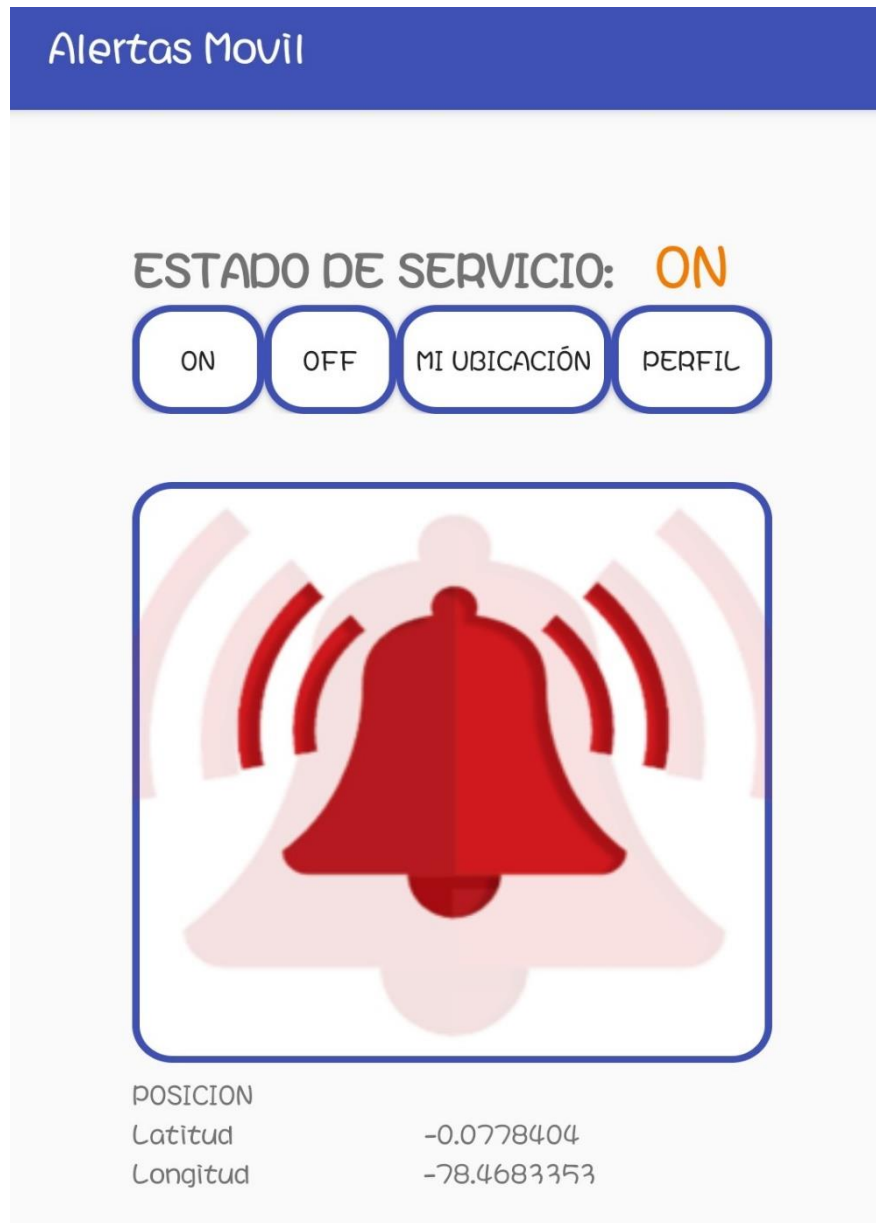 Alertas Movil
ESTADO DE SERVICIO: ON
ON OFF MI UBICACIÓN PERFIL
POSICION
Latitud -0.0778404
Longitud -78.4683353